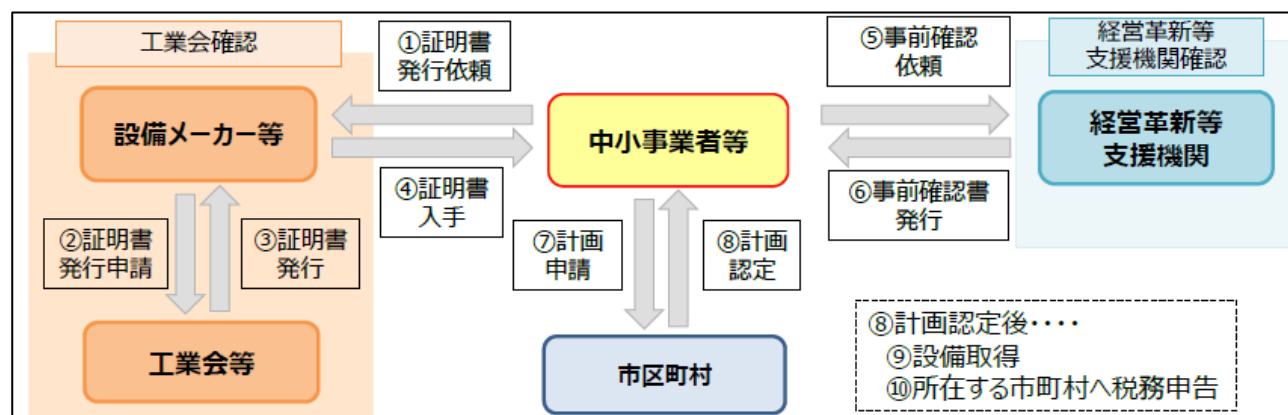 工業会確認
①証明書
発行依頼
⑤事前確認
依頼
経営革新等
支援機関確認
設備メーカー等
中小事業者等
経営革新等
支援機関
④証明書
入手
⑥事前確認書
発行
②証明書
発行申請
③証明書
発行
⑦計画
申請
⑧計画
認定
工業会等
市区町村
⑧計画認定後････
⑨設備取得
⑩所在する市町村へ税務申告